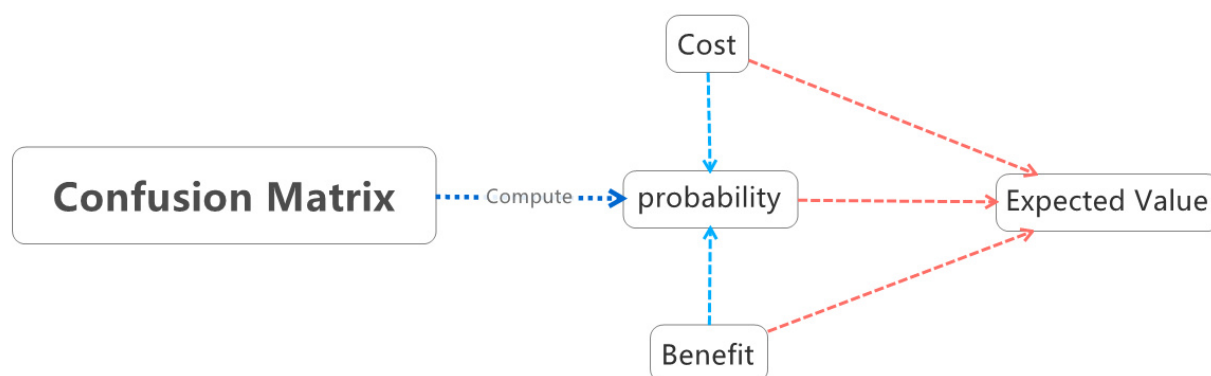 Cost
Confusion Matrix
Compute
probability
Expected Value
Benefit